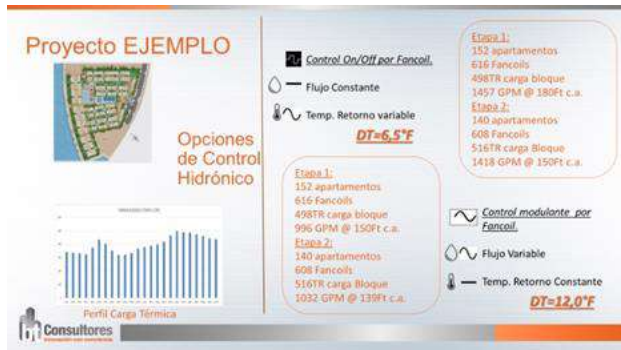 Proyecto EJEMPLO
Opciones
de Control
Hidrónico
Perfil Carga Térmica
Control On/Off por Fancoil.
Flujo Constante
Temp. Retorno variable
DT=6,5°F
Etapa 1:
152 apartamentos
616 Fancoils
498TR carga bloque
1457 GPM @ 180Ft c.a.
Etapa 2:
140 apartamentos
608 Fancoils
516TR carga bloque
1418 GPM @ 150Ft c.a.
Etapa 1:
152 apartamentos
616 Fancoils
498TR carga bloque
996 GPM @ 150Ft c.a.
Etapa 2:
140 apartamentos
608 Fancoils
516TR carga Bloque
1032 GPM @ 139Ft c.a.
Control modulante por
Fancoil.
Flujo Variable
Temp. Retorno Constante
DT=12,0°F
Consultores